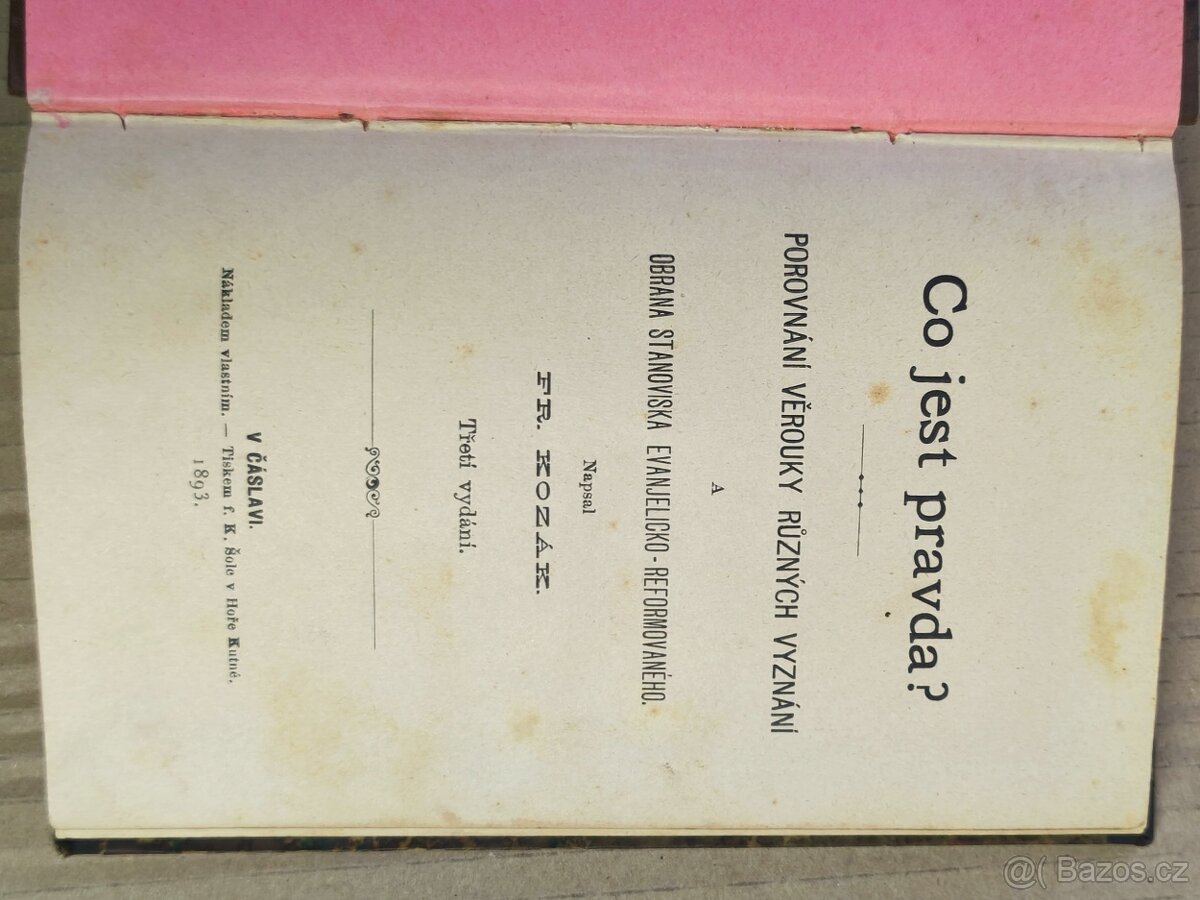 Co jest pravda?
POROVNÁNÍ VĚROUKY RŮZNÝCH VYZNÁNÍ
A
OBRANA STANOVISKA EVANJELICKO-REFORMOVANÉHO.
Napsal
FR. KOZÁK.
Třetí vydání.
V ČÁSLAVI.
Nákladem vlastním. — Tiskem f. K. Šolc v Hoře Kutné.
1893.
@( Bazos.cz